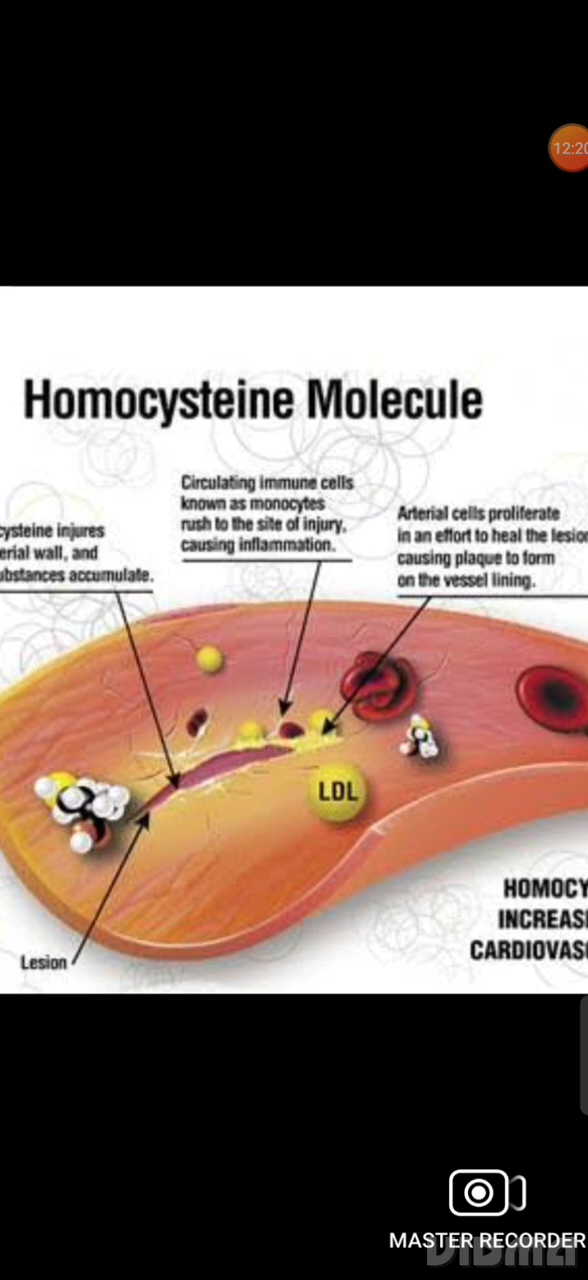 12:20
Homocysteine Molecule
Circulating immune cells
known as monocytes
rush to the site of injury,
causing inflammation.
Arterial cells proliferate
in an effort to heal the lesion
causing plaque to form
on the vessel lining.
cysteine injures
erial wall, and
ubstances accumulate.
LDL
HOMOCY
INCREAS
CARDIOVAS
Lesion
MASTER RECORDER